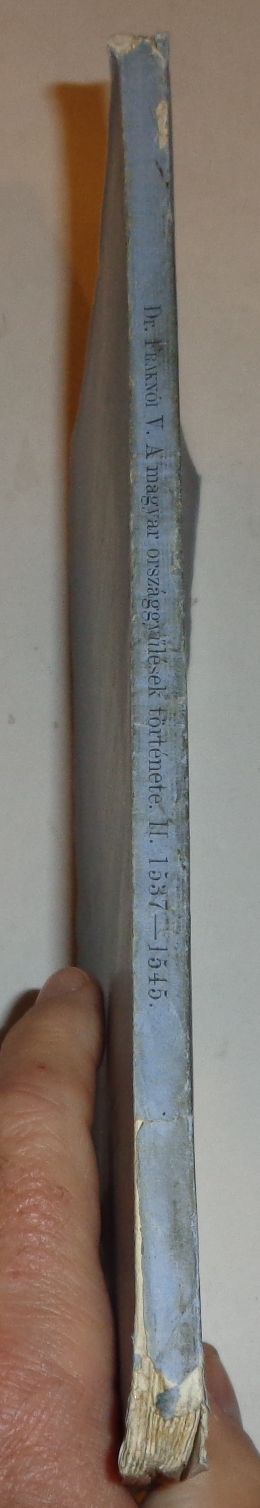 Dr. Fraknói V. A magyar országgyűlések története. II. 1537—1545.